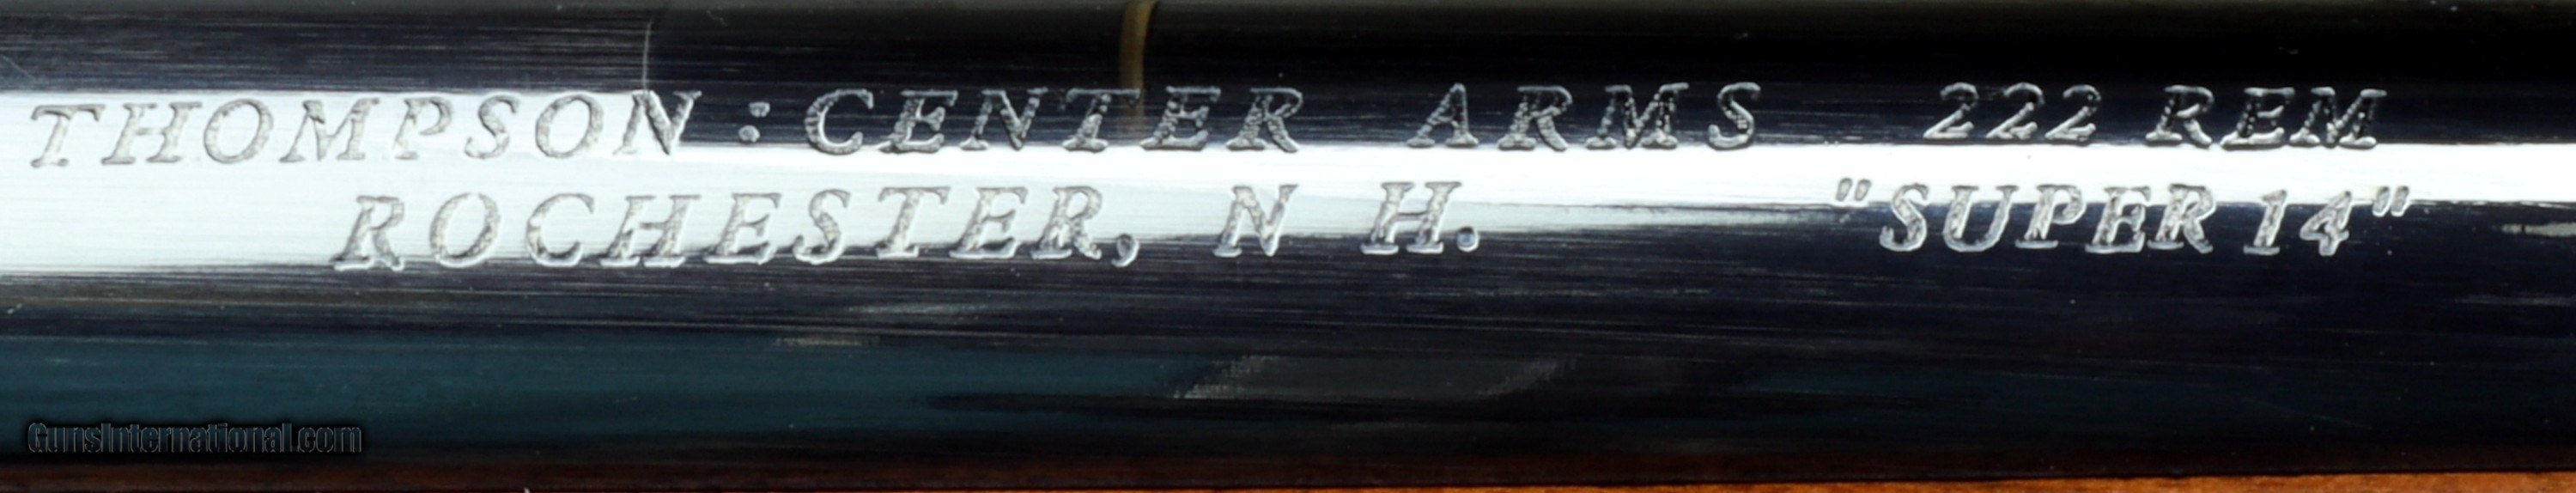 THOMPSON : CENTER ARMS 222 REM
ROCHESTER, N H. "SUPER 14"
GunsInternational.com